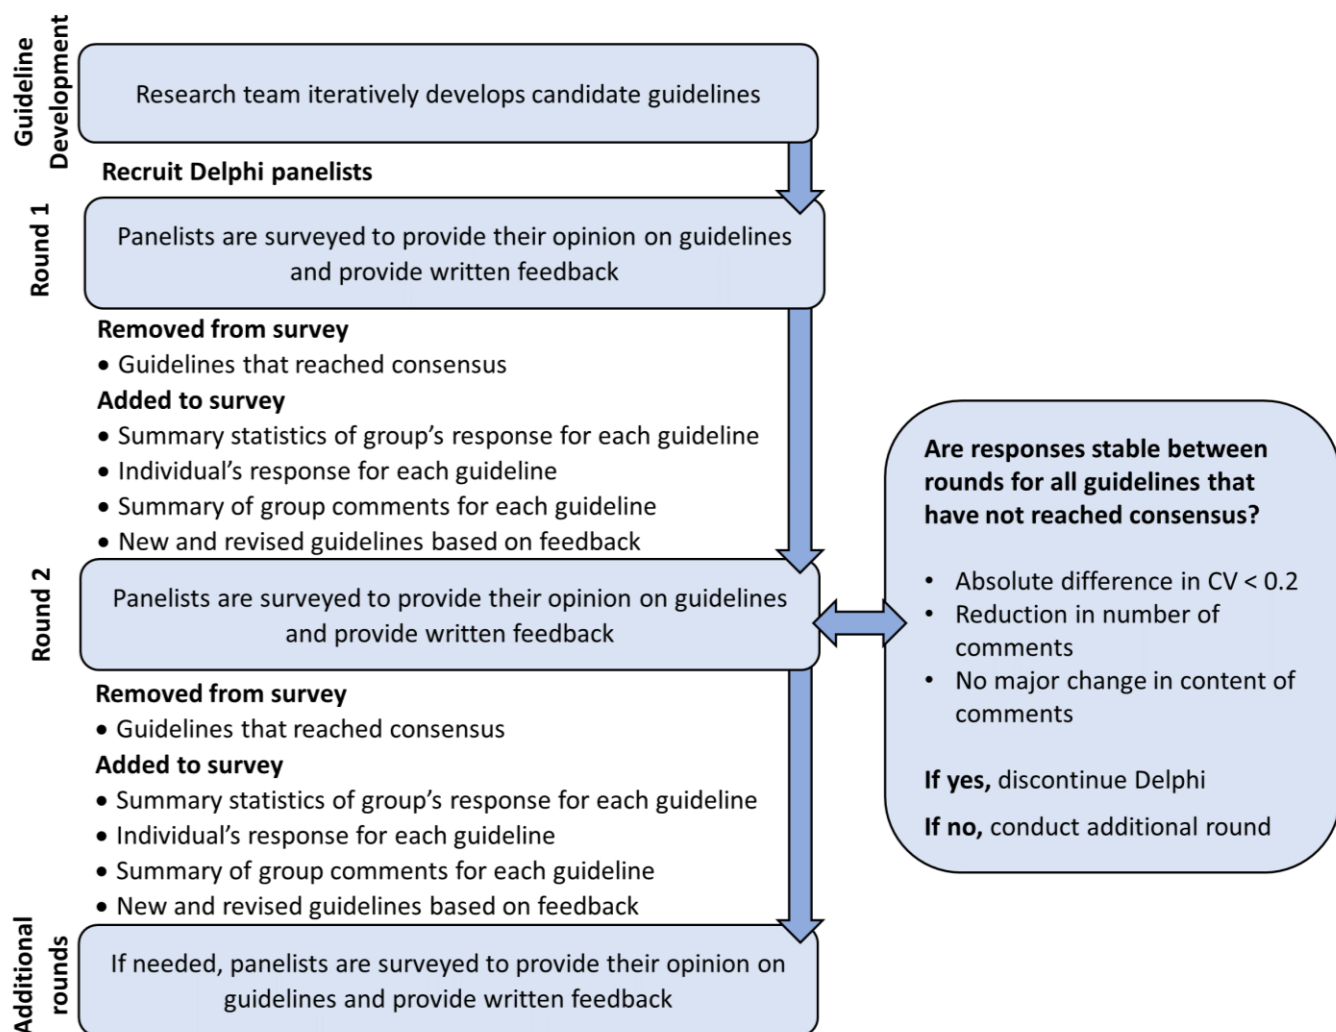 Guideline
Development
Research team iteratively develops candidate guidelines
Recruit Delphi panelists
Round 1
Panelists are surveyed to provide their opinion on guidelines
and provide written feedback
Removed from survey
• Guidelines that reached consensus
Added to survey
• Summary statistics of group’s response for each guideline
• Individual’s response for each guideline
• Summary of group comments for each guideline
• New and revised guidelines based on feedback
Round 2
Panelists are surveyed to provide their opinion on guidelines
and provide written feedback
Are responses stable between
rounds for all guidelines that
have not reached consensus?
• Absolute difference in CV < 0.2
• Reduction in number of
comments
• No major change in content of
comments
If yes, discontinue Delphi
If no, conduct additional round
Removed from survey
• Guidelines that reached consensus
Added to survey
• Summary statistics of group’s response for each guideline
• Individual’s response for each guideline
• Summary of group comments for each guideline
• New and revised guidelines based on feedback
Additional
rounds
If needed, panelists are surveyed to provide their opinion on
guidelines and provide written feedback